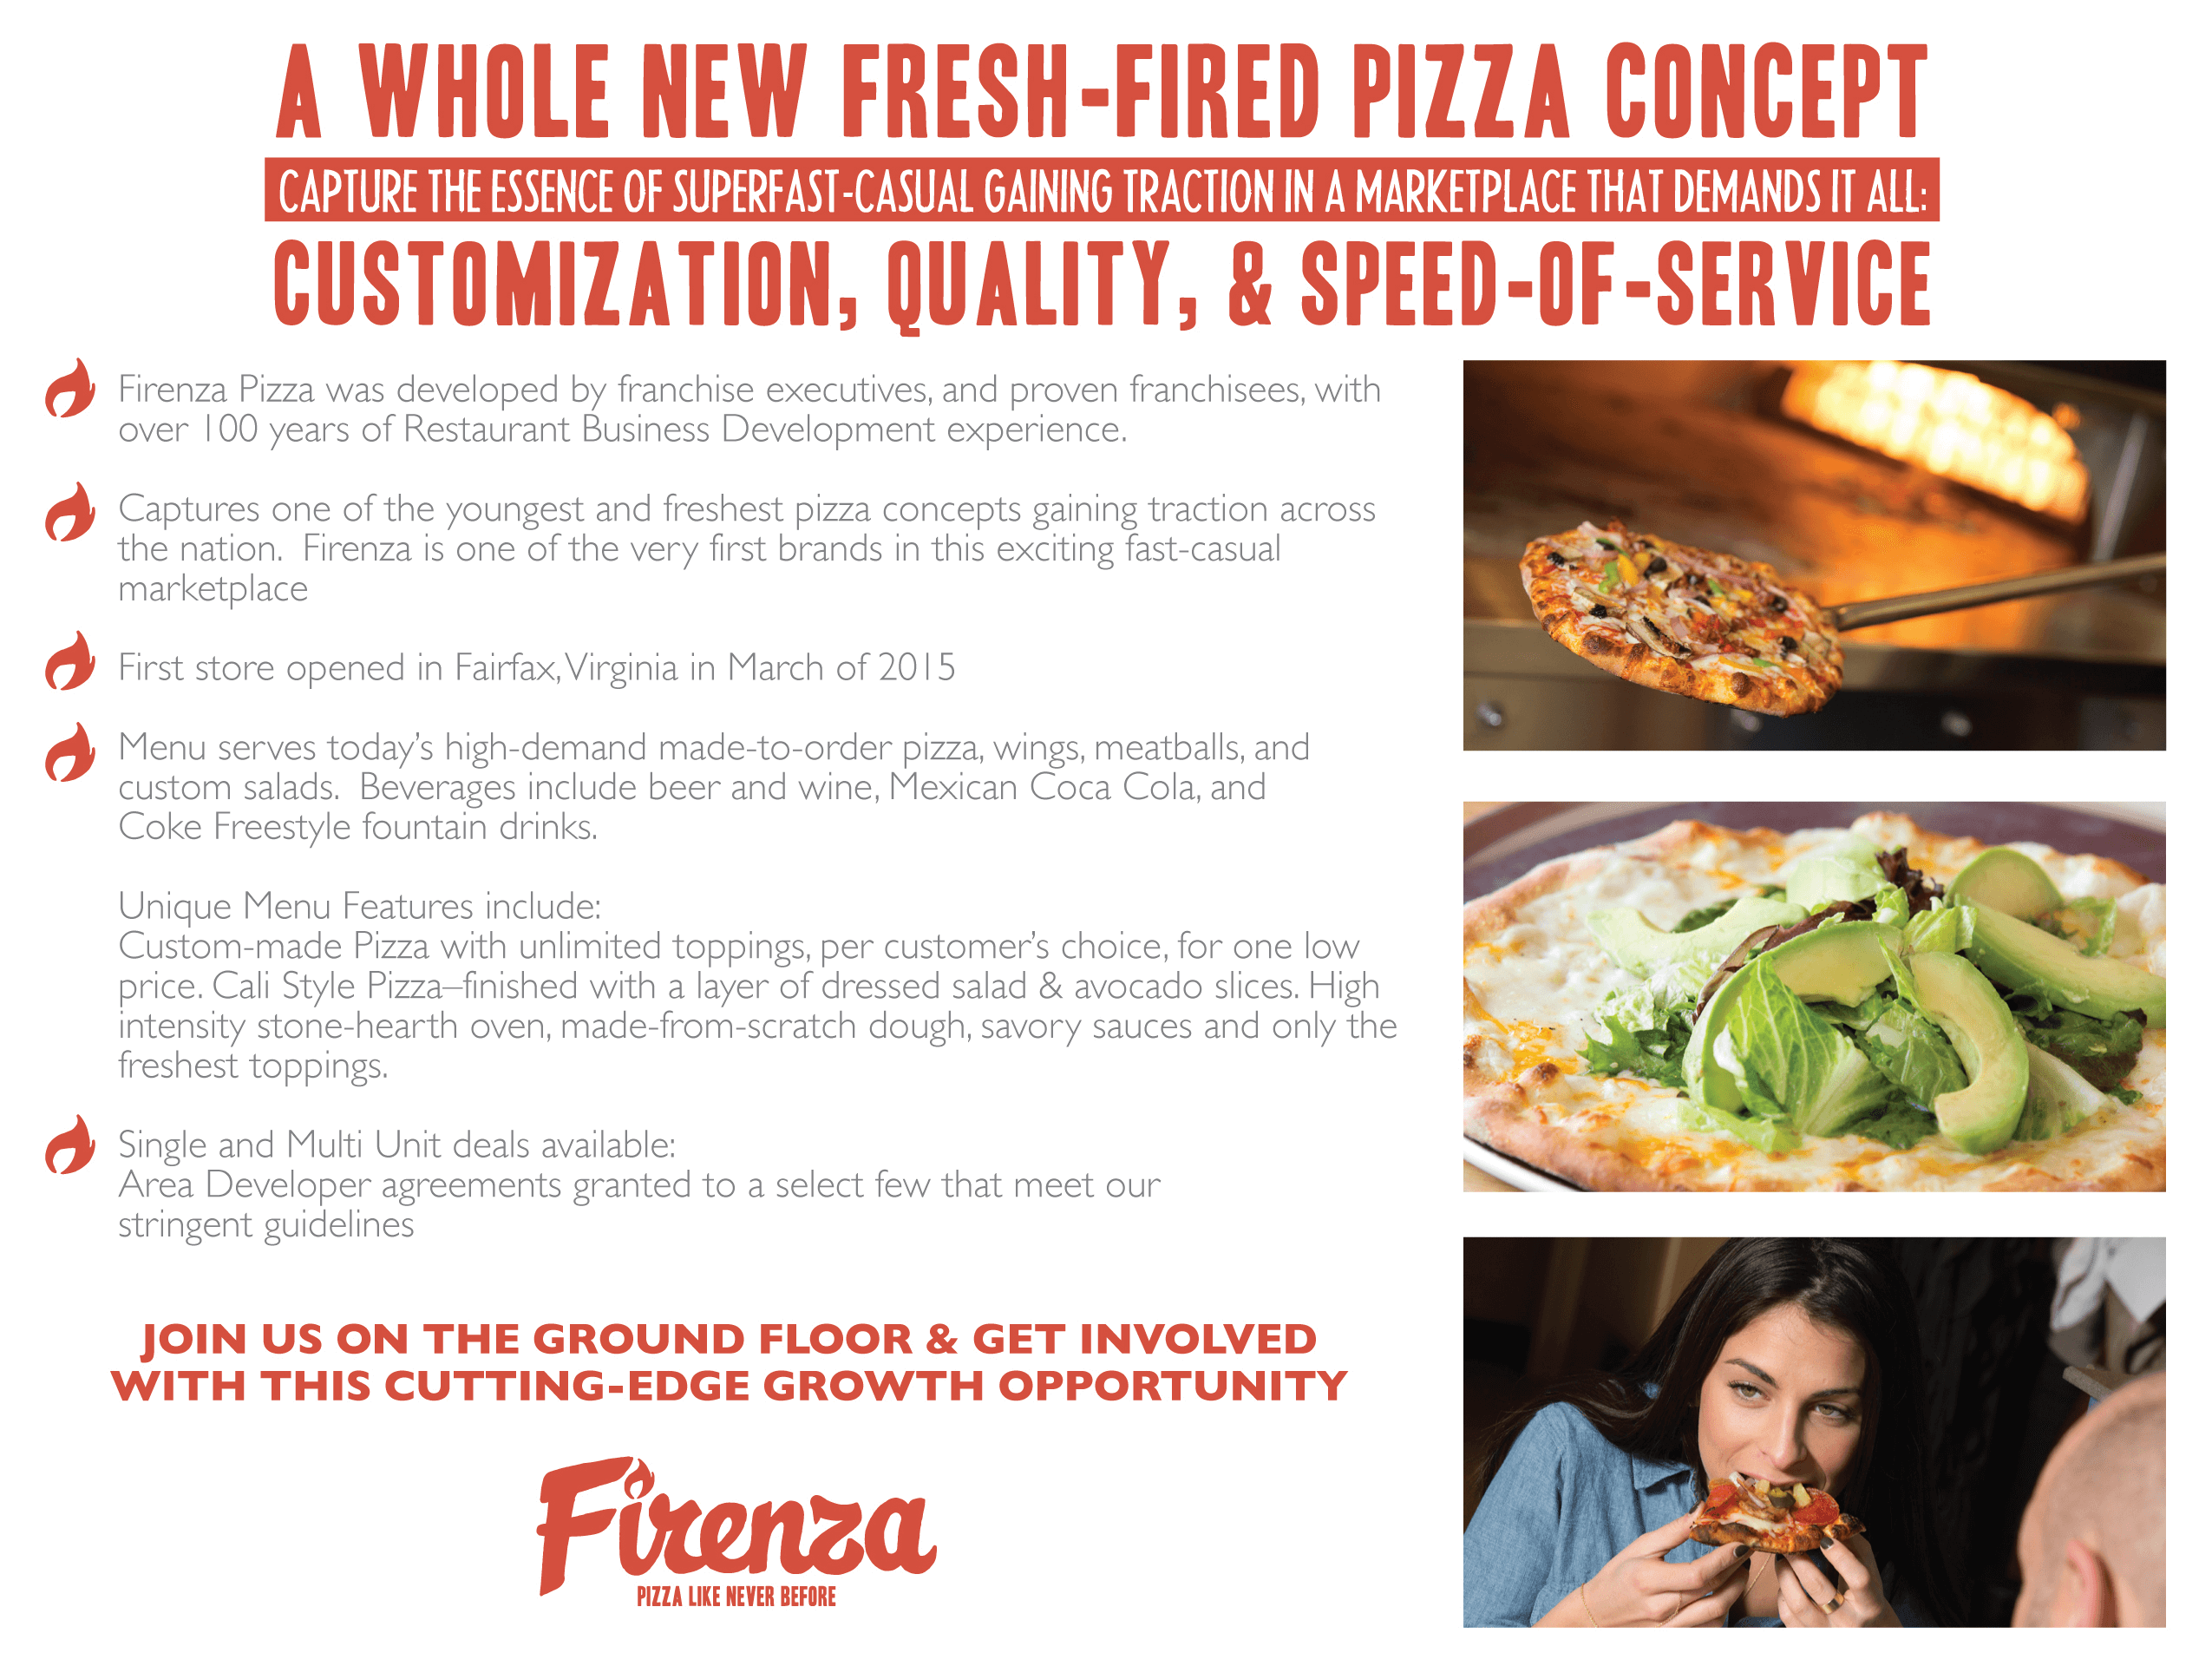 A WHOLE NEW FRESH-FIRED PIZZA CONCEPT
CAPTURE THE ESSENCE OF SUPERFAST-CASUAL GAINING TRACTION IN A MARKETPLACE THAT DEMANDS IT ALL:
CUSTOMIZATION, QUALITY, & SPEED-OF-SERVICE
Firenza Pizza was developed by franchise executives, and proven franchisees, with
over 100 years of Restaurant Business Development experience.
Captures one of the youngest and freshest pizza concepts gaining traction across
the nation.  Firenza is one of the very first brands in this exciting fast-casual
marketplace
First store opened in Fairfax, Virginia in March of 2015
Menu serves today’s high-demand made-to-order pizza, wings, meatballs, and
custom salads.  Beverages include beer and wine, Mexican Coca Cola, and
Coke Freestyle fountain drinks.
Unique Menu Features include:
Custom-made Pizza with unlimited toppings, per customer’s choice, for one low
price. Cali Style Pizza–finished with a layer of dressed salad & avocado slices. High
intensity stone-hearth oven, made-from-scratch dough, savory sauces and only the
freshest toppings.
Single and Multi Unit deals available:
Area Developer agreements granted to a select few that meet our
stringent guidelines
JOIN US ON THE GROUND FLOOR & GET INVOLVED
WITH THIS CUTTING-EDGE GROWTH OPPORTUNITY
Firenza
PIZZA LIKE NEVER BEFORE